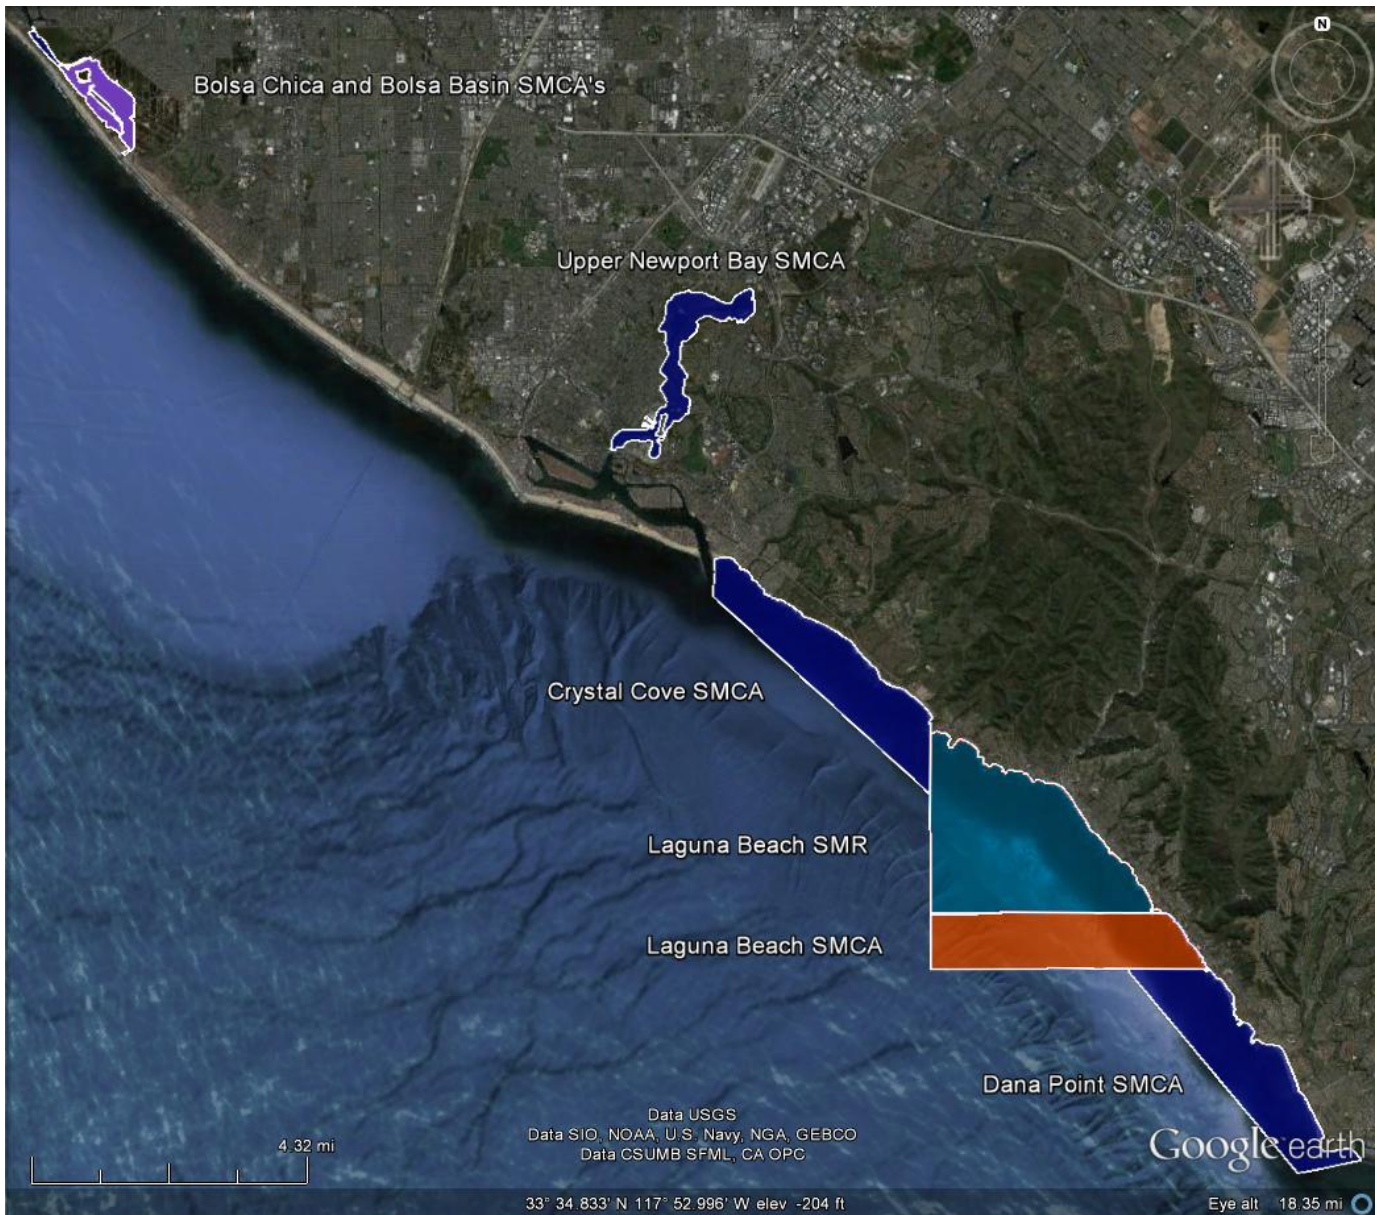 N
Bolsa Chica and Bolsa Basin SMCA's
Upper Newport Bay SMCA
Crystal Cove SMCA
Laguna Beach SMR
Laguna Beach SMCA
Dana Point SMCA
Data USGS
Data SIO, NOAA, U.S. Navy, NGA, GEBCO
Data CSUMB SFML, CA OPC
Google earth
4.32 mi
33° 34.833' N 117° 52.996' W elev -204 ft
Eye alt 18.35 mi